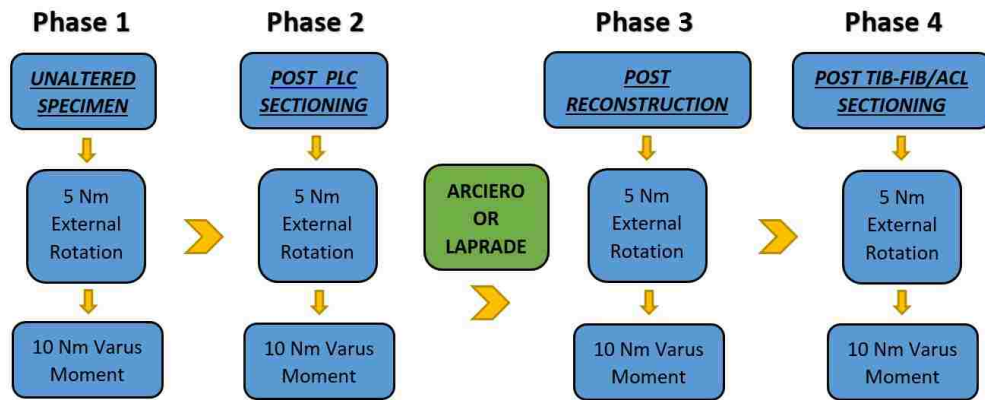 Phase 1
UNALTERED
SPECIMEN
5 Nm
External
Rotation
10 Nm Varus
Moment
Phase 2
POST PLC
SECTIONING
5 Nm
External
Rotation
10 Nm Varus
Moment
ARCIERO
OR
LAPRADE
Phase 3
POST
RECONSTRUCTION
5 Nm
External
Rotation
10 Nm Varus
Moment
Phase 4
POST TIB-FIB/ACL
SECTIONING
5 Nm
External
Rotation
10 Nm Varus
Moment